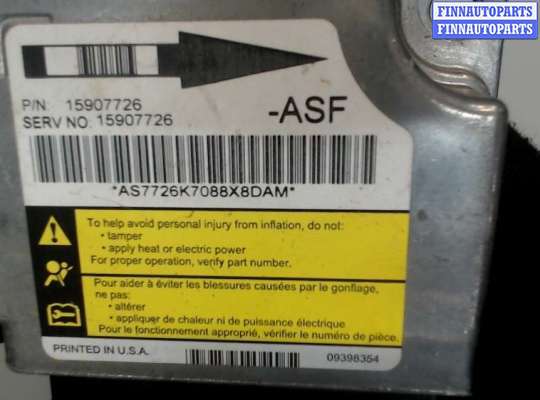 FINNAUTOPARTS
FINNAUTOPARTS
P/N: 15907726
SERV NO: 15907726
-ASF
*AS7726K7088X8DAM*
To help avoid personal injury from inflation, do not:
• tamper
• apply heat or electric power
For proper operation, verify part number.
Pour aider à éviter les blessures causées par le gonflage,
ne pas:
• altérer
• appliquer de chaleur ni de puissance électrique
Pour le fonctionnement approprié, vérifier le numéro de pièce.
PRINTED IN U.S.A.
09398354